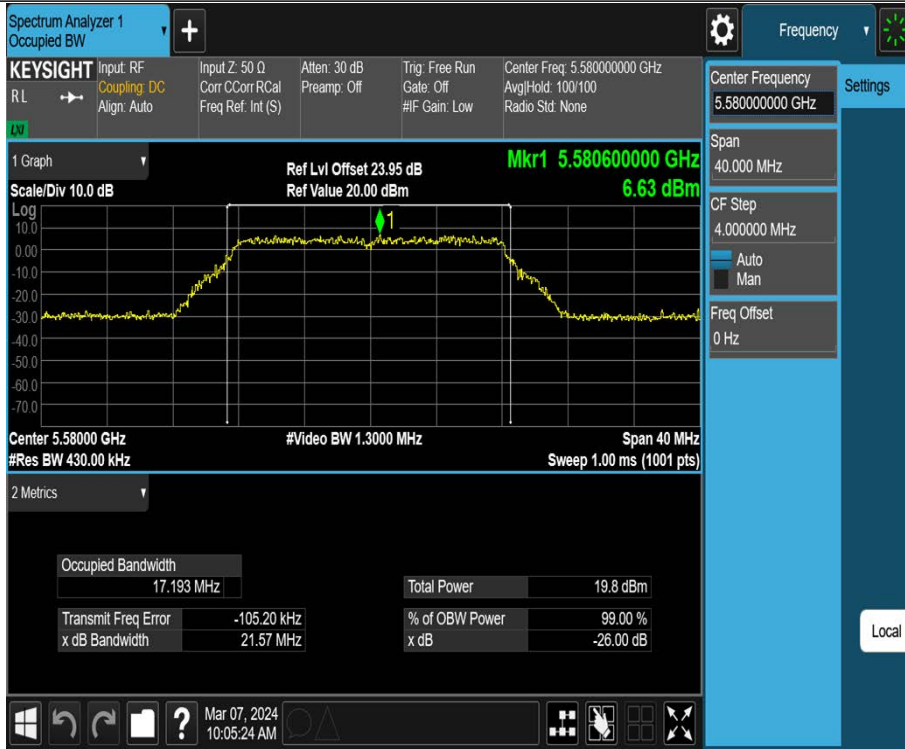 Spectrum Analyzer 1
Occupied BW
+
Frequency
KEYSIGHT
R L
LXI
Input: RF
Coupling: DC
Align: Auto
Input Z: 50 Ω
Corr CCorr RCal
Freq Ref: Int (S)
Atten: 30 dB
Preamp: Off
Trig: Free Run
Gate: Off
#IF Gain: Low
Center Freq: 5.580000000 GHz
Avg|Hold: 100/100
Radio Std: None
Center Frequency
5.580000000 GHz
Settings
Span
40.000 MHz
CF Step
4.000000 MHz
Auto
Man
Freq Offset
0 Hz
Local
1 Graph
Scale/Div 10.0 dB
Ref Lvl Offset 23.95 dB
Ref Value 20.00 dBm
Mkr1 5.580600000 GHz
6.63 dBm
Log
10.0
0.00
-10.0
-20.0
-30.0
-40.0
-50.0
-60.0
-70.0
1
Center 5.58000 GHz
#Res BW 430.00 kHz
#Video BW 1.3000 MHz
Span 40 MHz
Sweep 1.00 ms (1001 pts)
2 Metrics
Occupied Bandwidth
17.193 MHz
Total Power 19.8 dBm
Transmit Freq Error -105.20 kHz
% of OBW Power 99.00 %
x dB Bandwidth 21.57 MHz
x dB -26.00 dB
?
Mar 07, 2024
10:05:24 AM